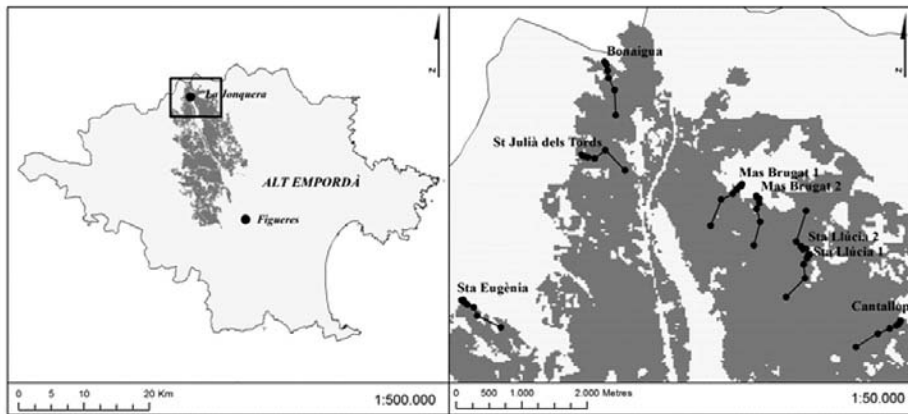 La Jonquera
ALT EMPORDÀ
Figueres
N
0 5 10 20 Km
1:500.000
N
Bonaigua
St Julià dels Tords
Mas Brugat 1
Mas Brugat 2
Sta Llúcia 2
Sta Llúcia 1
Sta Eugènia
Cantallop
0 500 1.000 2.000 Metres
1:50.000